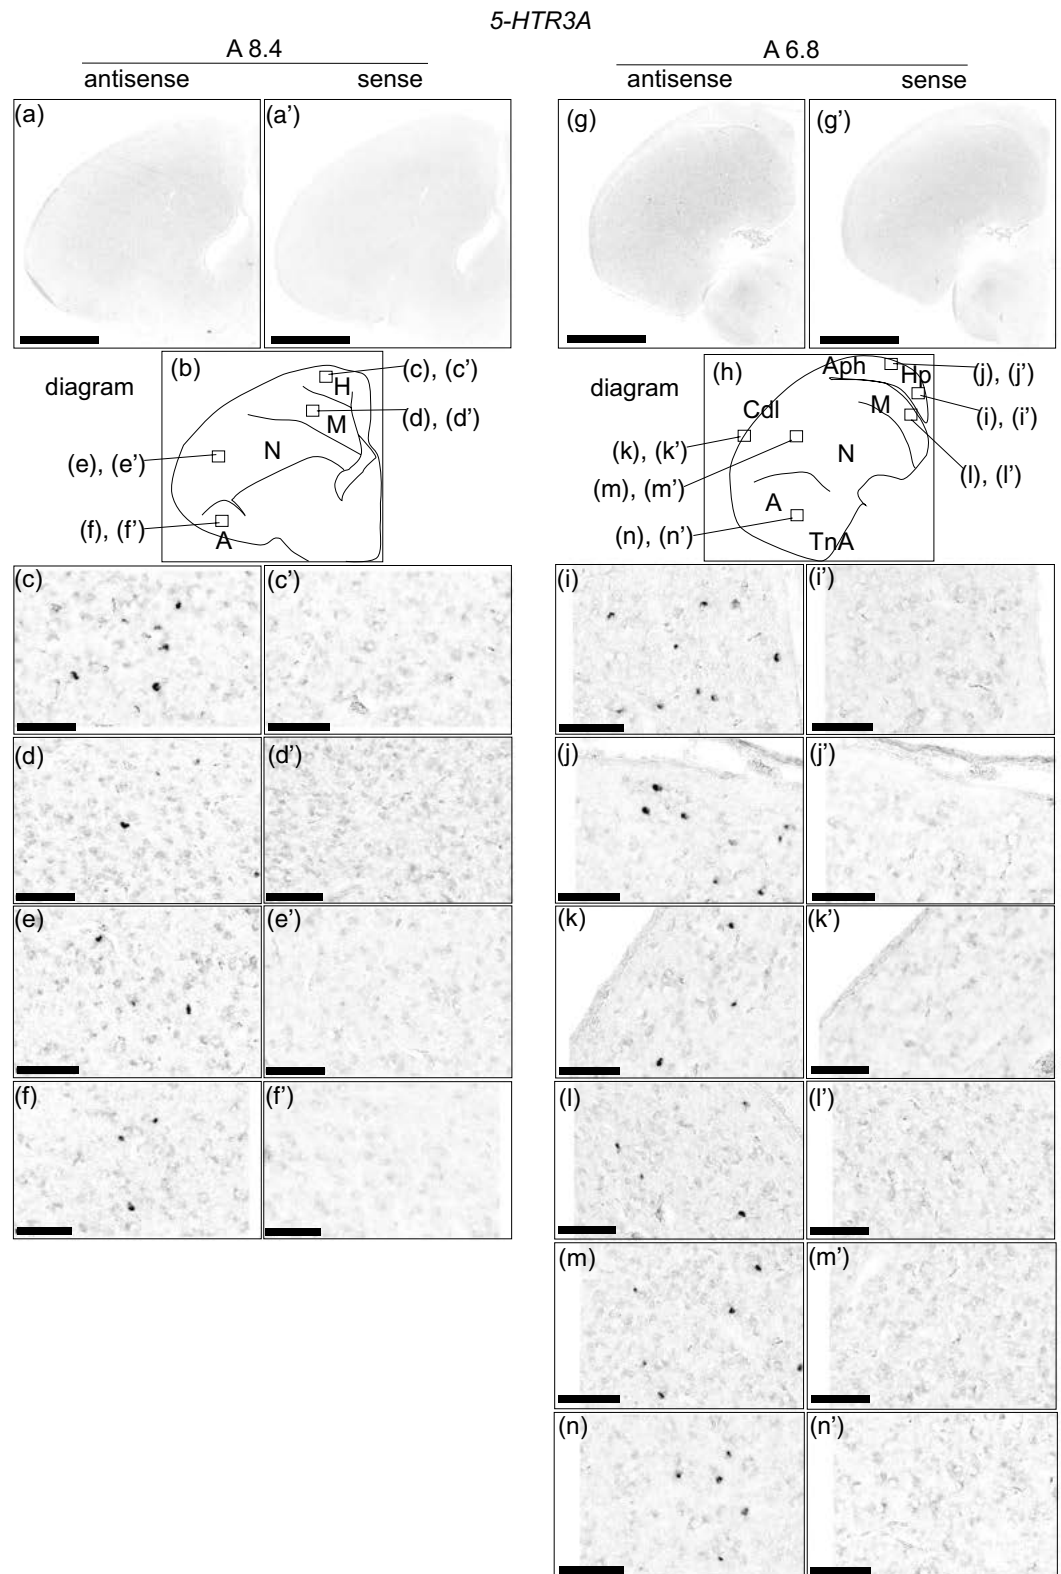 5-HTR3A
A 8.4
A 6.8
antisense
sense
antisense
sense
(a)
(a’)
(g)
(g’)
diagram
(b)
H
M
N
A
(c), (c’)
(d), (d’)
(e), (e’)
(f), (f’)
diagram
(h)
Aph
Hp
M
Cdl
N
A
TnA
(j), (j’)
(i), (i’)
(k), (k’)
(l), (l’)
(m), (m’)
(n), (n’)
(c)
(c’)
(i)
(i’)
(d)
(d’)
(j)
(j’)
(e)
(e’)
(k)
(k’)
(f)
(f’)
(l)
(l’)
(m)
(m’)
(n)
(n’)